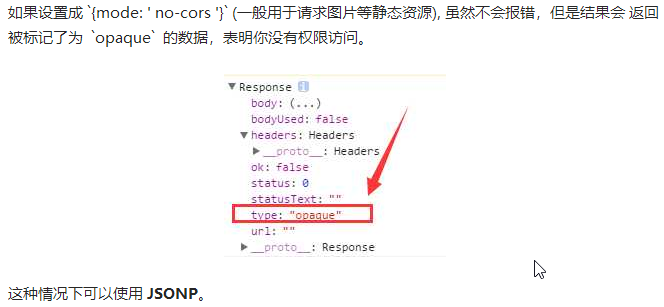 如果设置成`{mode: ' no-cors '}` (一般用于请求图片等静态资源), 虽然不会报错，但是结果会 返回
被标记了为 `opaque` 的数据，表明你没有权限访问。
▼ Response i
body: (...)
bodyUsed: false
▼ headers: Headers
▶ __proto__: Headers
ok: false
status: 0
statusText: ""
type: "opaque"
url: ""
▶ __proto__: Response
这种情况下可以使用 JSONP。